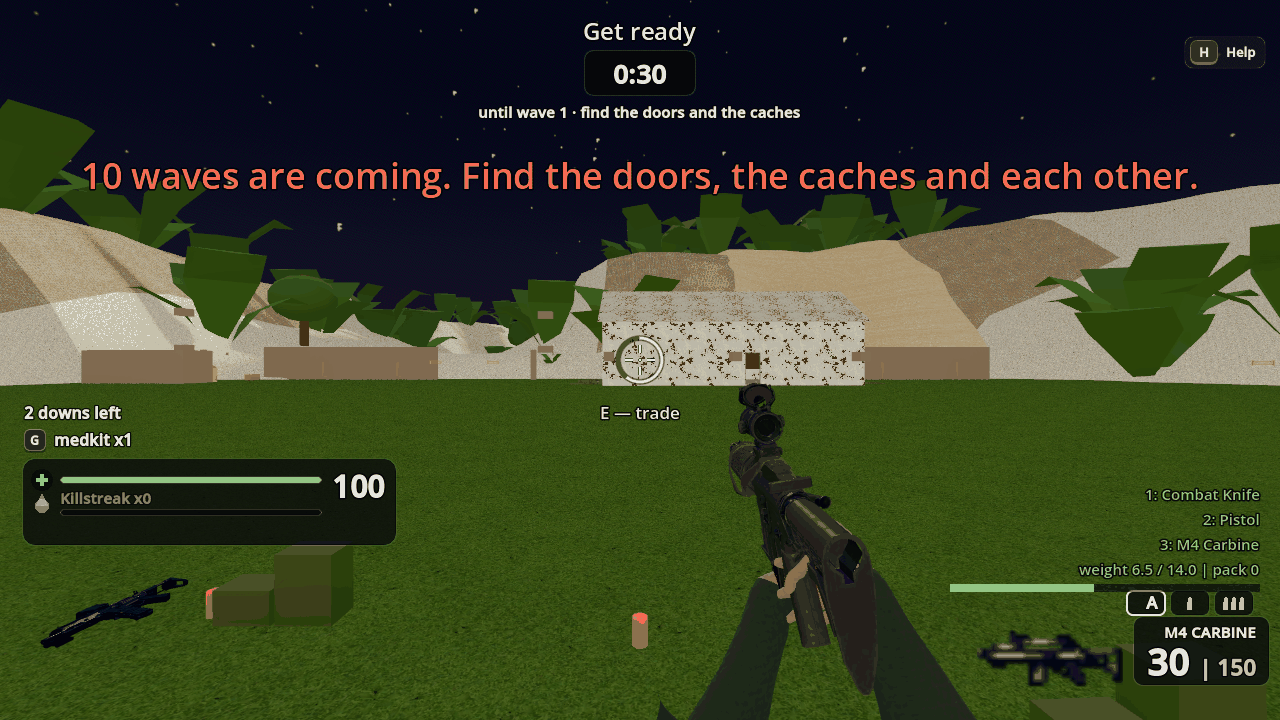 Get ready
0:30
H Help
until wave 1 · find the doors and the caches
10 waves are coming. Find the doors, the caches and each other.
E — trade
2 downs left
G medkit x1
100
Killstreak x0
1: Combat Knife
2: Pistol
3: M4 Carbine
weight 6.5 / 14.0 | pack 0
A
M4 CARBINE
30 | 150